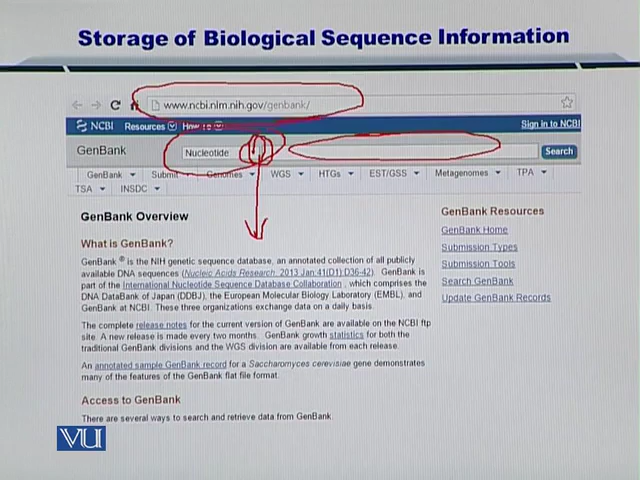 Storage of Biological Sequence Information
www.ncbi.nlm.nih.gov/genbank/
NCBI Resources How To Sign in to NCBI
GenBank Nucleotide Search
GenBank Submit Genomes WGS HTGs EST/GSS Metagenomes TPA
TSA INSDC
GenBank Overview
What is GenBank?
GenBank ® is the NIH genetic sequence database, an annotated collection of all publicly
available DNA sequences (Nucleic Acids Research, 2013 Jan;41(D1):D36-42). GenBank is
part of the International Nucleotide Sequence Database Collaboration, which comprises the
DNA DataBank of Japan (DDBJ), the European Molecular Biology Laboratory (EMBL), and
GenBank at NCBI. These three organizations exchange data on a daily basis.
The complete release notes for the current version of GenBank are available on the NCBI ftp
site. A new release is made every two months. GenBank growth statistics for both the
traditional GenBank divisions and the WGS division are available from each release.
An annotated sample GenBank record for a Saccharomyces cerevisiae gene demonstrates
many of the features of the GenBank flat file format.
Access to GenBank
There are several ways to search and retrieve data from GenBank.
GenBank Resources
GenBank Home
Submission Types
Submission Tools
Search GenBank
Update GenBank Records
VU